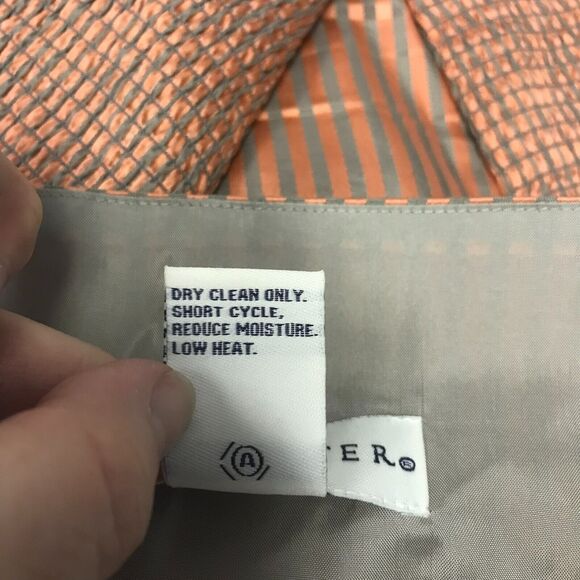 DRY CLEAN ONLY.
SHORT CYCLE,
REDUCE MOISTURE.
LOW HEAT.
A
TER®